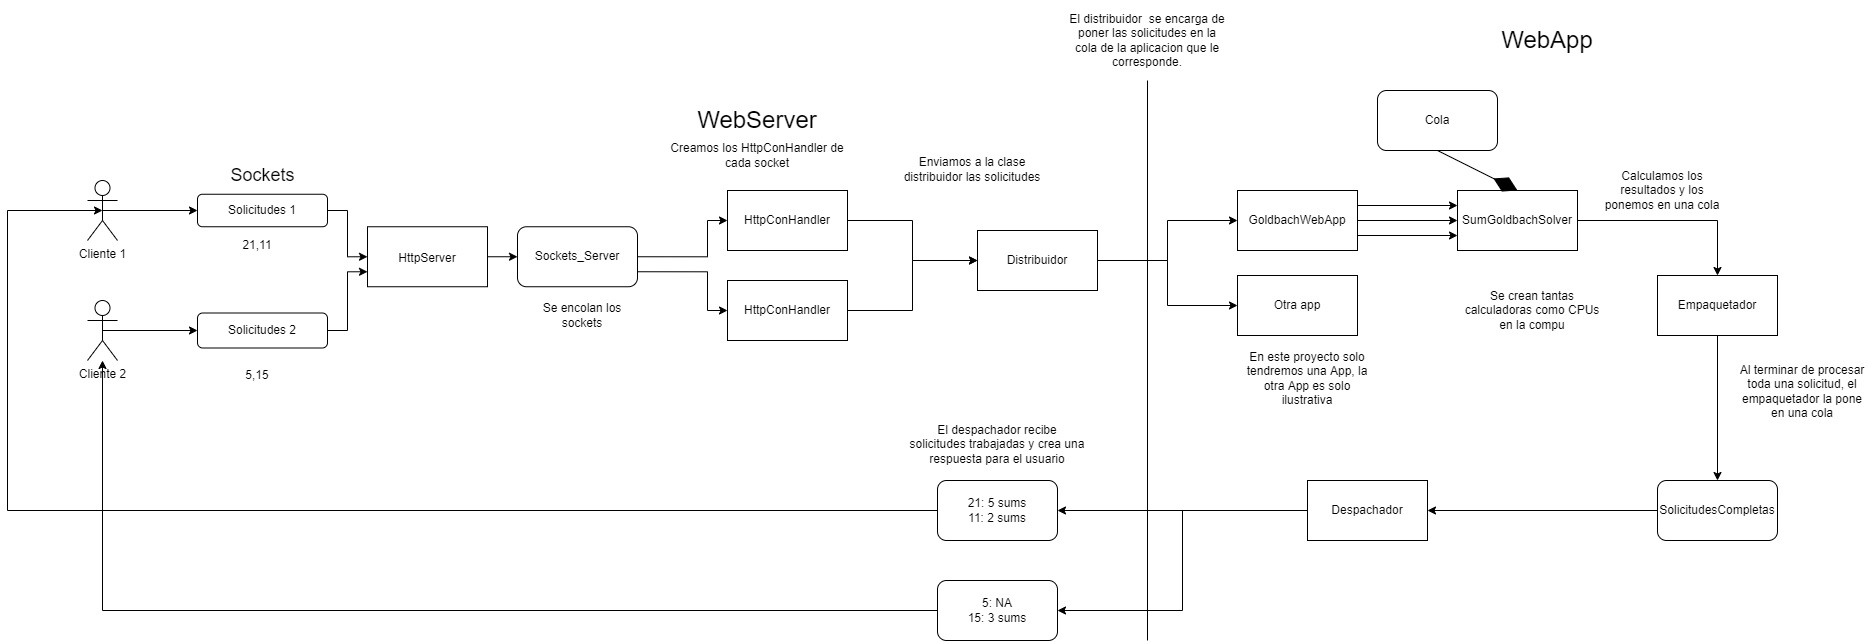 El distribuidor se encarga de
poner las solicitudes en la
cola de la aplicacion que le
corresponde.
WebApp
Cola
WebServer
Creamos los HttpConHandler de
cada socket
Enviamos a la clase
distribuidor las solicitudes
Calculamos los
resultados y los
ponemos en una cola
Sockets
Solicitudes 1
21,11
Cliente 1
HttpServer
Sockets_Server
Se encolan los
sockets
HttpConHandler
HttpConHandler
Distribuidor
GoldbachWebApp
SumGoldbachSolver
Otra app
Se crean tantas
calculadoras como CPUs
en la compu
Empaquetador
Solicitudes 2
5,15
Cliente 2
En este proyecto solo
tendremos una App, la
otra App es solo
ilustrativa
Al terminar de procesar
toda una solicitud, el
empaquetador la pone
en una cola
El despachador recibe
solicitudes trabajadas y crea una
respuesta para el usuario
21: 5 sums
11: 2 sums
Despachador
SolicitudesCompletas
5: NA
15: 3 sums